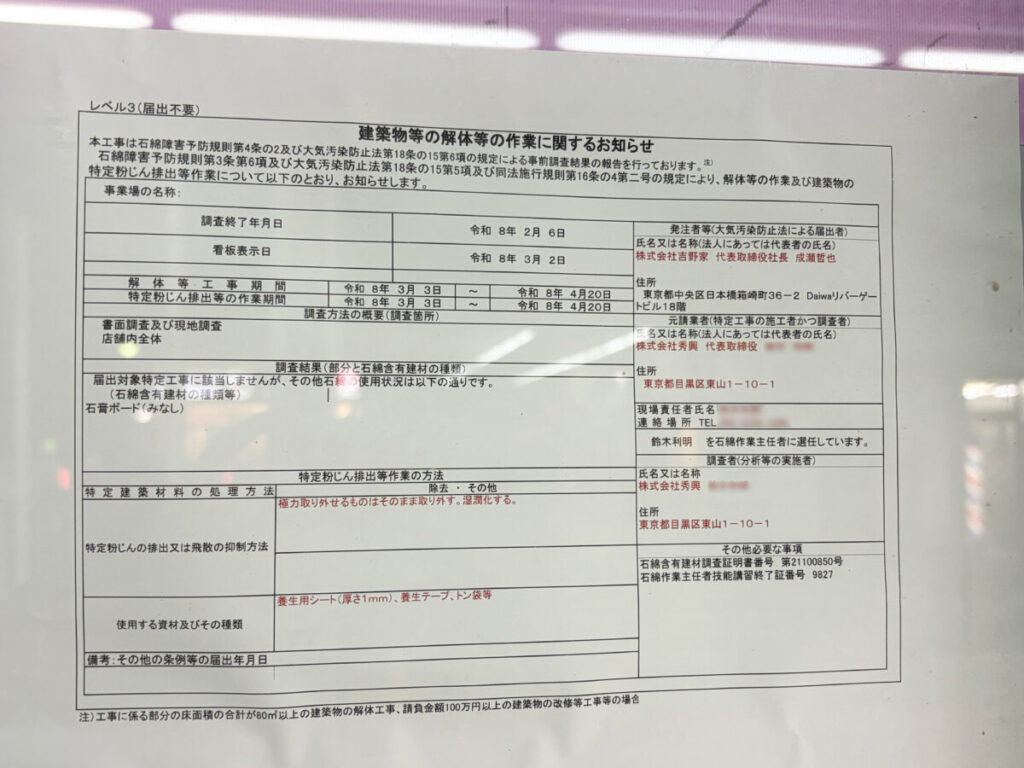 レベル3(届出不要)
建築物等の解体等の作業に関するお知らせ
本工事は石綿障害予防規則第4条の2及び大気汚染防止法第18条の15第6項の規定による事前調査結果の報告を行っております。注)
石綿障害予防規則第3条第6項及び大気汚染防止法第18条の15第5項及び同法施行規則第16条の4第二号の規定により、解体等の作業及び建築物の
特定粉じん排出等作業について以下のとおり、お知らせします。
事業場の名称:
調査終了年月日
令和 8年 2月 6日
看板表示日
令和 8年 3月 2日
解体等工事期間
令和 8年 3月 3日 ~ 令和 8年 4月20日
特定粉じん排出等の作業期間
令和 8年 3月 3日 ~ 令和 8年 4月20日
調査方法の概要(調査箇所)
書面調査及び現地調査
店舗内全体
調査結果(部分と石綿含有建材の種類)
届出対象特定工事に該当しませんが、その他石綿の使用状況は以下の通りです。
(石綿含有建材の種類等)
石膏ボード(みなし)
特定粉じん排出等作業の方法
特定建築材料の処理方法
除去 ・ その他
特定粉じんの排出又は飛散の抑制方法
極力取り外せるものはそのまま取り外す。湿潤化する。
使用する資材及びその種類
養生用シート(厚さ1mm)、養生テープ、トン袋等
備考:その他の条例等の届出年月日
発注者等(大気汚染防止法による届出者)
氏名又は名称(法人にあっては代表者の氏名)
株式会社吉野家 代表取締役社長 成瀬哲也
住所
東京都中央区日本橋箱崎町36-2 Daiwaリバーゲー
トビル18階
元請業者(特定工事の施工者かつ調査者)
氏名又は名称(法人にあっては代表者の氏名)
株式会社秀興 代表取締役
住所
東京都目黒区東山1-10-1
現場責任者氏名
連絡場所 TEL
鈴木利明 を石綿作業主任者に選任しています。
調査者(分析等の実施者)
氏名又は名称
株式会社秀興
住所
東京都目黒区東山1-10-1
その他必要な事項
石綿含有建材調査証明書番号 第21100850号
石綿作業主任者技能講習終了証番号 9827
注)工事に係る部分の床面積の合計が80㎡以上の建築物の解体工事、請負金額100万円以上の建築物の改修等工事等の場合